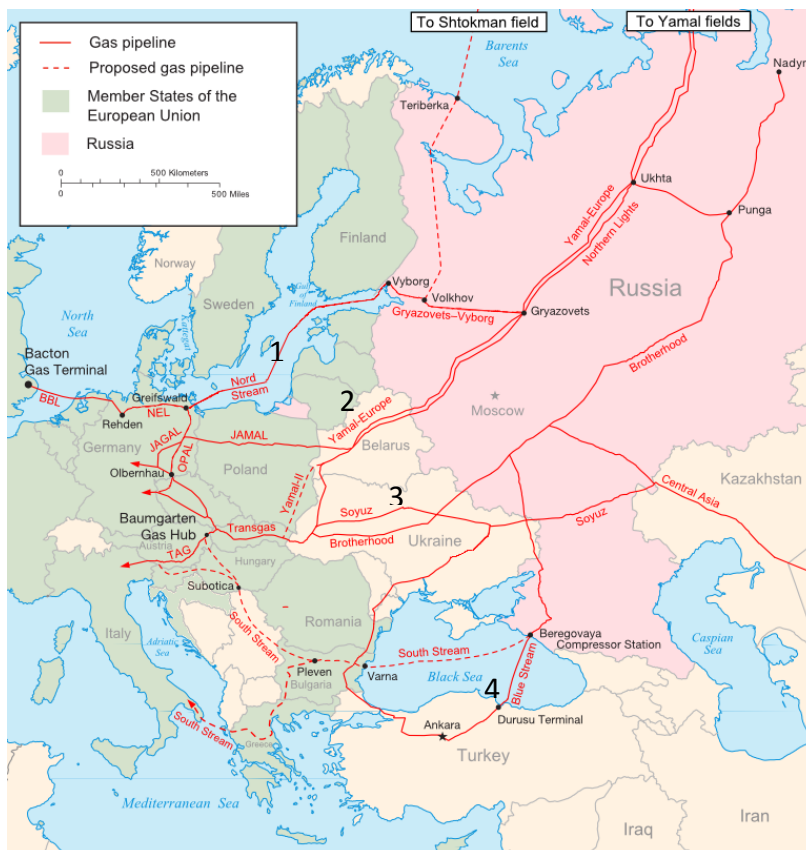 To Shtokman field
To Yamal fields
Gas pipeline
Proposed gas pipeline
Member States of the
European Union
Russia
0
500 Kilometers
0
500 Miles
Barents
Sea
Nadym
Teriberka
Ukhta
Punga
Yamal-Europe
Northern Lights
Russia
Finland
Norway
Sweden
Gulf
of
Finland
Vyborg
Volkhov
Gryazovets–Vyborg
Gryazovets
North
Sea
Kattegat
Brotherhood
Bacton
Gas Terminal
1
BBL
Greifswald
Nord
Stream
NEL
Rehden
2
Moscow
Yamal-Europe
Belarus
Germany
JAGAL
OPAL
JAMAL
Poland
Olbernhau
Yamal-II
3
Kazakhstan
Central
Asia
Soyuz
Soyuz
Baumgarten
Gas Hub
Transgas
Brotherhood
Ukraine
Austria
TAG
Hungary
Subotica
Romania
South
Stream
Italy
Adriatic
Sea
Beregovaya
Compressor Station
South Stream
Caspian
Sea
Pleven
Bulgaria
Varna
Black Sea
Blue Stream
4
Durusu Terminal
South Stream
Greece
Ankara
Turkey
Mediterranean Sea
Iraq
Iran